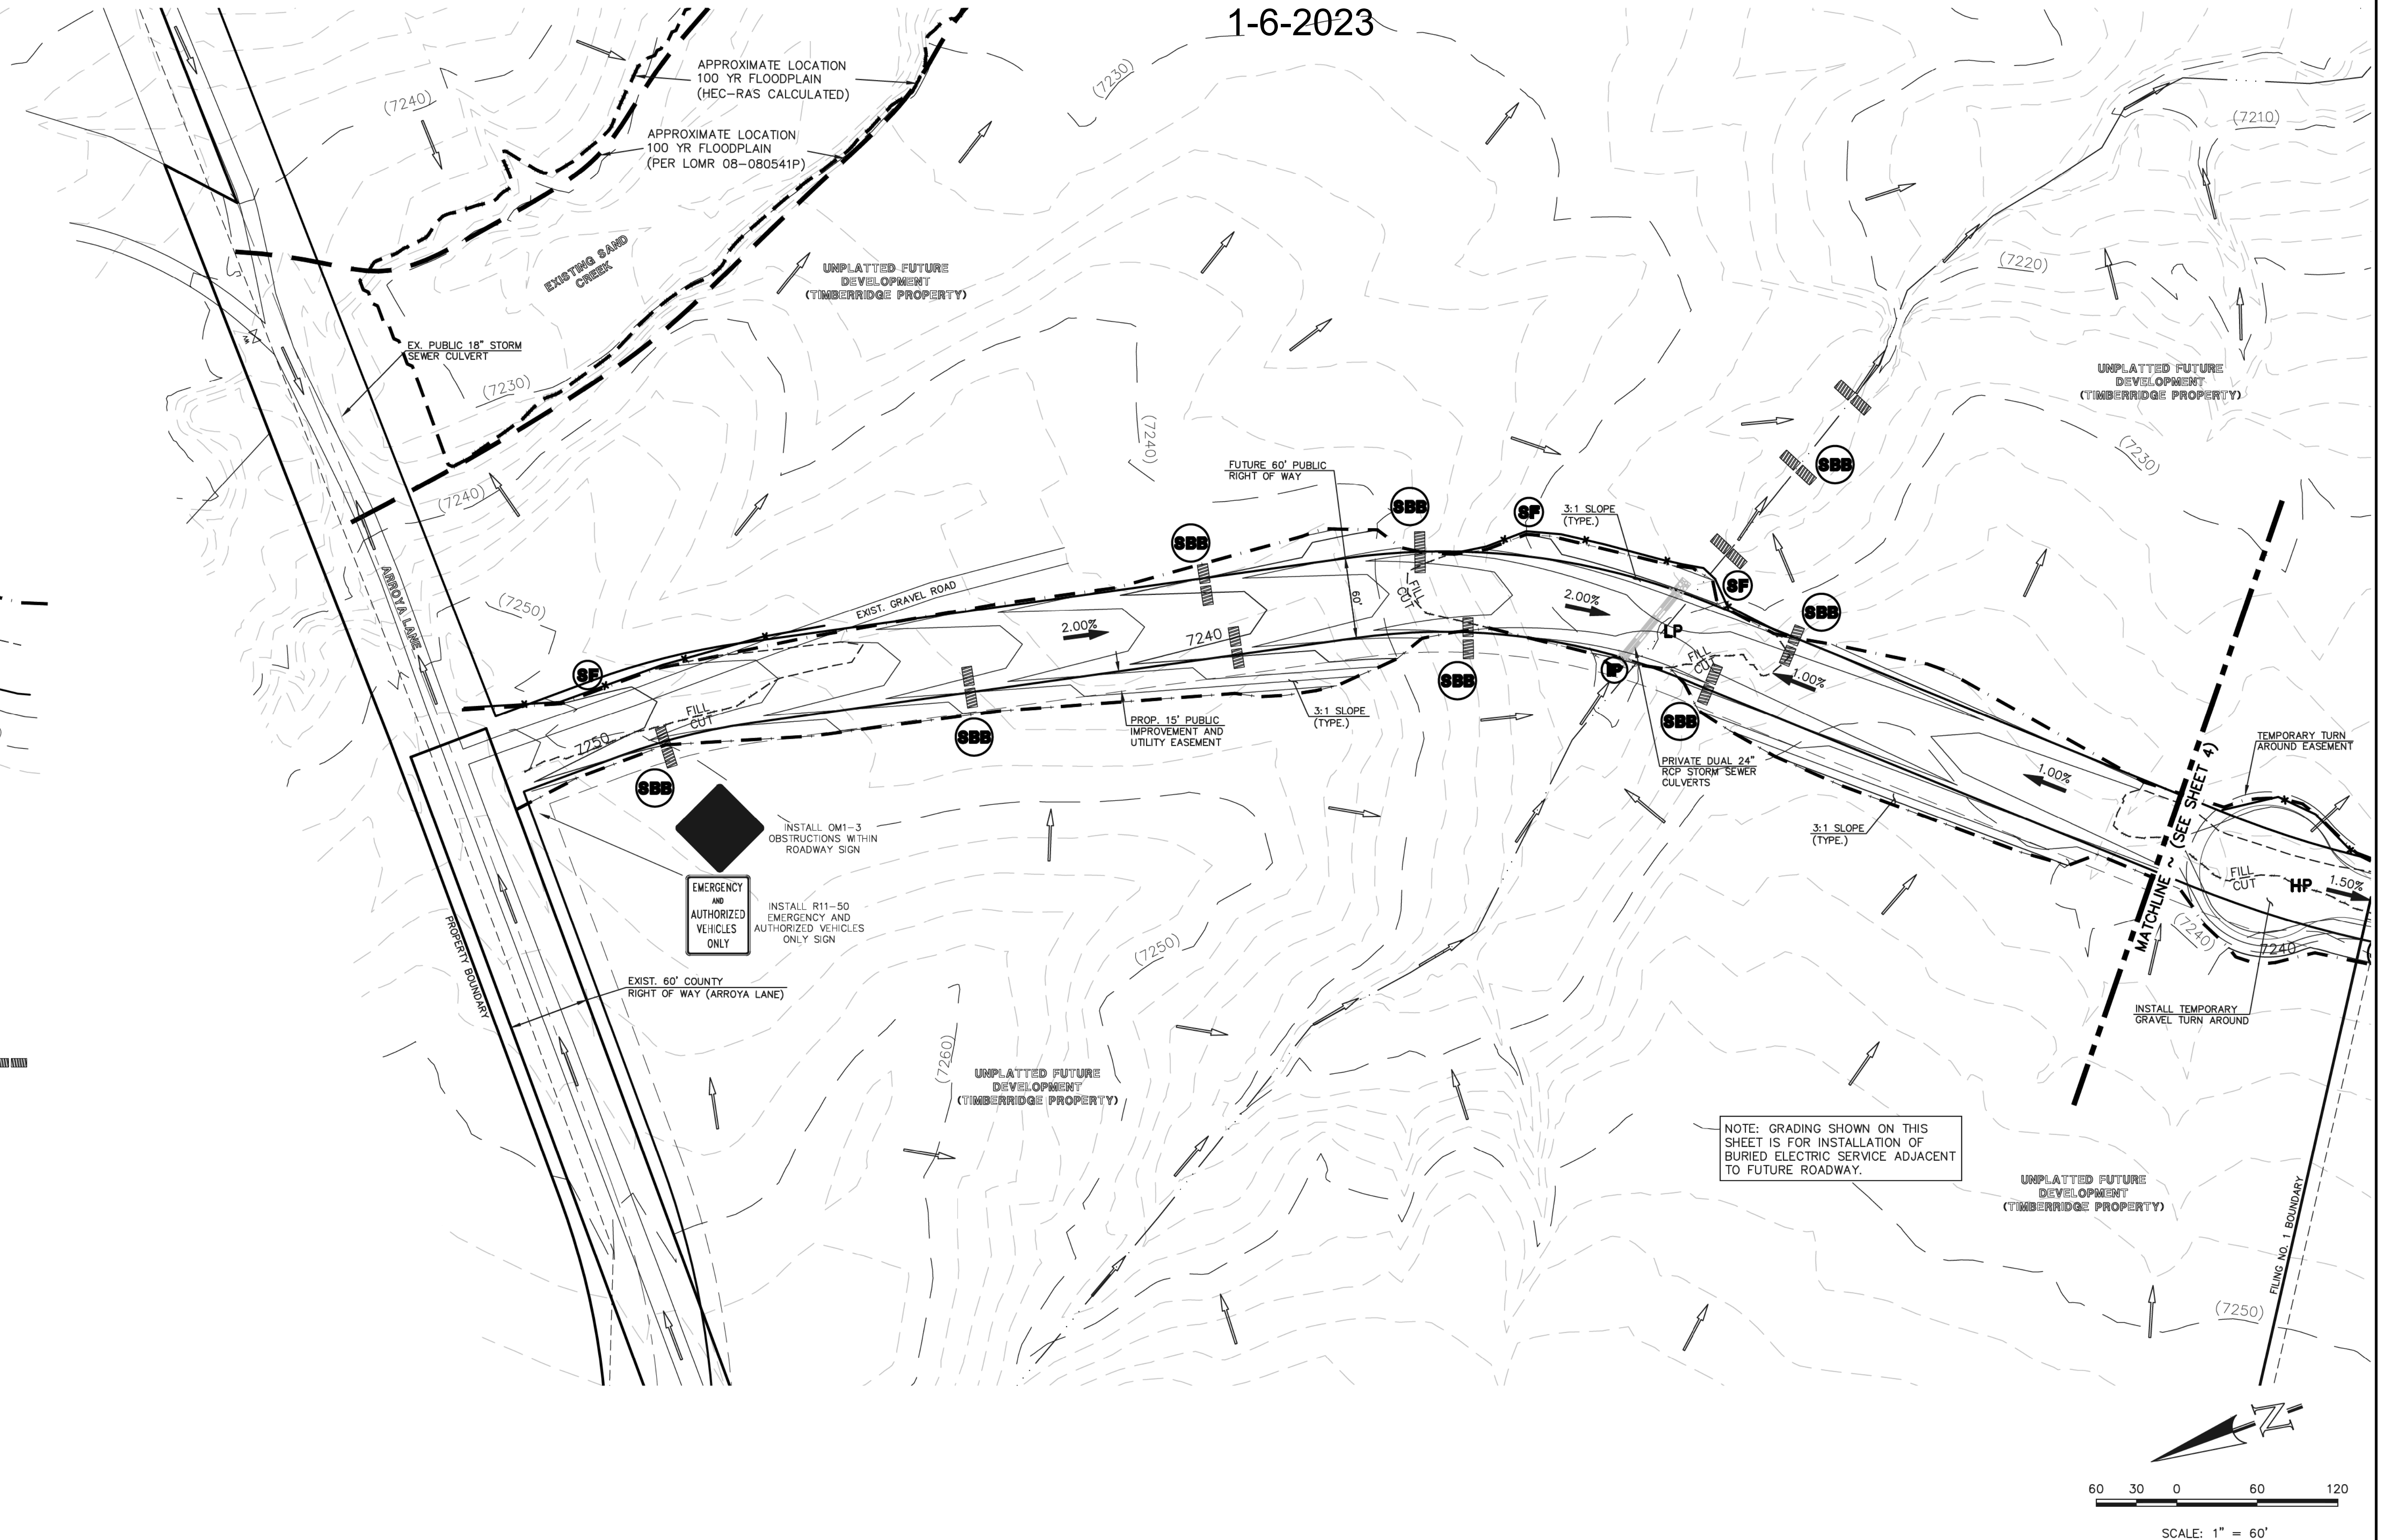 1-6-2023
APPROXIMATE LOCATION
100 YR FLOODPLAIN
(HEC-RAS CALCULATED)
(7230)
(7240)
(7210)
APPROXIMATE LOCATION
100 YR FLOODPLAIN
(PER LOMR 08-080541P)
EXISTING SAND
CREEK
UNPLATTED FUTURE
DEVELOPMENT
(TIMBERRIDGE PROPERTY)
(7220)
EX. PUBLIC 18" STORM
SEWER CULVERT
(7230)
UNPLATTED FUTURE
DEVELOPMENT
(TIMBERRIDGE PROPERTY)
(7240)
(7230)
FUTURE 60' PUBLIC
RIGHT OF WAY
SBB
(7240)
SBB
SF
3:1 SLOPE
(TYPE.)
SBB
ARROYA LANE
(7250)
EXIST. GRAVEL ROAD
FILL
CUT
60'
2.00%
SF
SBB
2.00%
7240
LP
SF
IP
FILL
CUT
1.00%
FILL
CUT
7250
SBB
SBB
PROP. 15' PUBLIC
IMPROVEMENT AND
UTILITY EASEMENT
3:1 SLOPE
(TYPE.)
SBB
SBB
PRIVATE DUAL 24"
RCP STORM SEWER
CULVERTS
1.00%
TEMPORARY TURN
AROUND EASEMENT
MATCHLINE ~ (SEE SHEET 4)
INSTALL OM1-3
OBSTRUCTIONS WITHIN
ROADWAY SIGN
3:1 SLOPE
(TYPE.)
FILL
CUT
HP
1.50%
EMERGENCY
AND
AUTHORIZED
VEHICLES
ONLY
INSTALL R11-50
EMERGENCY AND
AUTHORIZED VEHICLES
ONLY SIGN
(7240)
7240
PROPERTY BOUNDARY
(7250)
EXIST. 60' COUNTY
RIGHT OF WAY (ARROYA LANE)
INSTALL TEMPORARY
GRAVEL TURN AROUND
(7260)
UNPLATTED FUTURE
DEVELOPMENT
(TIMBERRIDGE PROPERTY)
NOTE: GRADING SHOWN ON THIS
SHEET IS FOR INSTALLATION OF
BURIED ELECTRIC SERVICE ADJACENT
TO FUTURE ROADWAY.
UNPLATTED FUTURE
DEVELOPMENT
(TIMBERRIDGE PROPERTY)
FILING NO. 1 BOUNDARY
(7250)
N
60 30 0 60 120
SCALE: 1" = 60'